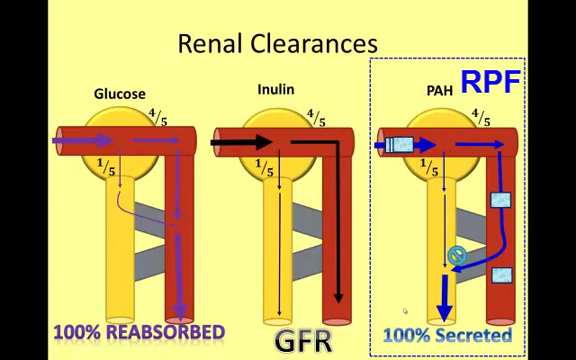 Renal Clearances
Glucose
4/5
1/5
100% REABSORBED
Inulin
4/5
1/5
GFR
PAH
RPF
4/5
1/5
100% Secreted